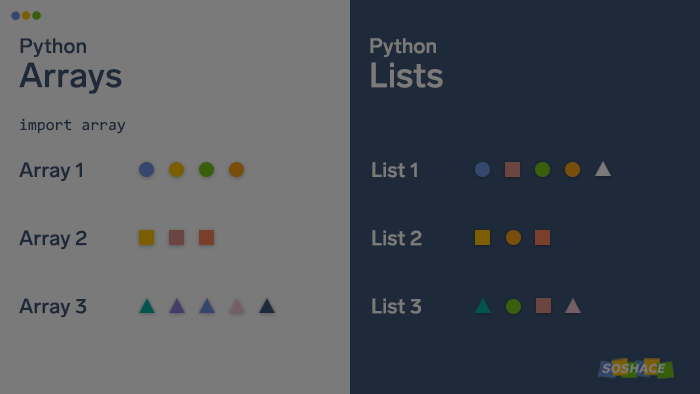 Python
Arrays
import array
Array 1
Array 2
Array 3
Python
Lists
List 1
List 2
List 3
SOSHACE